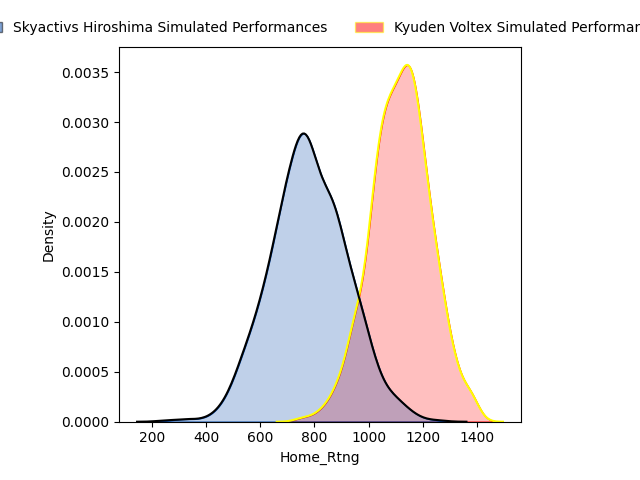 Skyactivs Hiroshima Simulated Performances
Kyuden Voltex Simulated
0.0035
0.0030
0.0025
0.0020
0.0015
0.0010
0.0005
0.0000
Density
200 400 600 800 1000 1200 1400
Home_Rtng